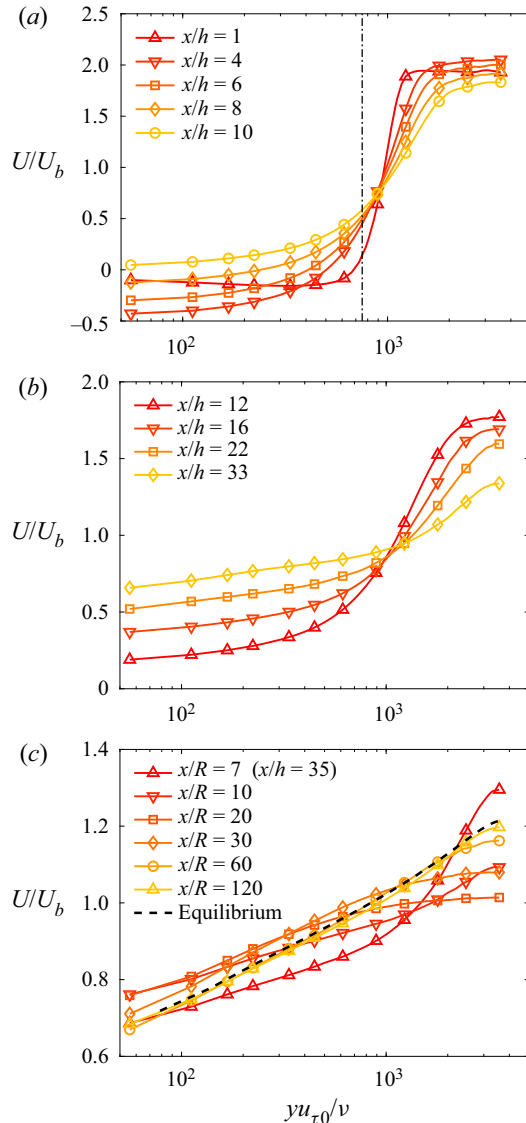 (a)
x/h = 1
x/h = 4
x/h = 6
x/h = 8
x/h = 10
2.5
2.0
1.5
1.0
0.5
0
–0.5
U/U_b
10^2
10^3
(b)
x/h = 12
x/h = 16
x/h = 22
x/h = 33
2.0
1.5
1.0
0.5
0
U/U_b
10^2
10^3
(c)
x/R = 7 (x/h = 35)
x/R = 10
x/R = 20
x/R = 30
x/R = 60
x/R = 120
Equilibrium
1.4
1.2
1.0
0.8
0.6
U/U_b
10^2
10^3
yu_{τ0}/ν